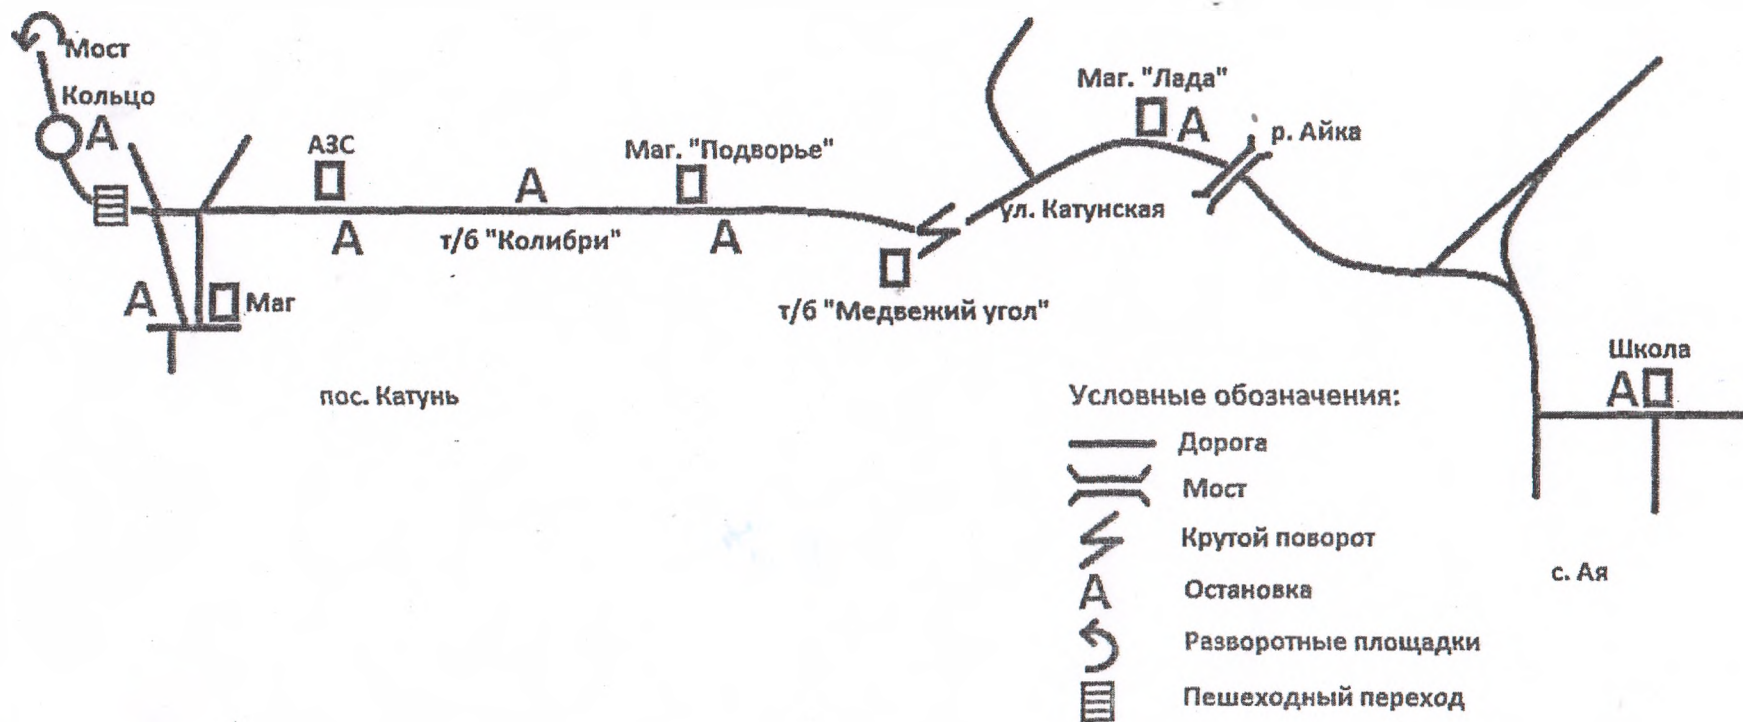 Мост
Кольцо
А
АЗС
Маг. "Подворье"
Маг. "Лада"
А
р. Айка
А
ул. Катунская
А
т/б "Колибри"
А
А
Маг
т/б "Медвежий угол"
пос. Катунь
Школа
А
Условные обозначения:
Дорога
Мост
Крутой поворот
А Остановка
Разворотные площадки
Пешеходный переход
с. Ая